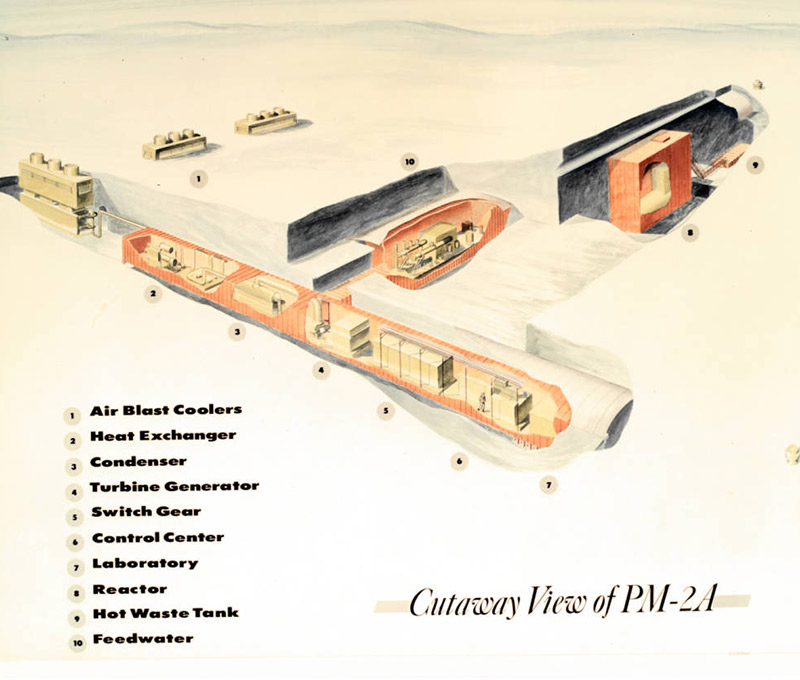 10
1
9
8
2
3
4
5
6
7
1 Air Blast Coolers
2 Heat Exchanger
3 Condenser
4 Turbine Generator
5 Switch Gear
6 Control Center
7 Laboratory
8 Reactor
9 Hot Waste Tank
10 Feedwater
Cutaway View of PM-2A